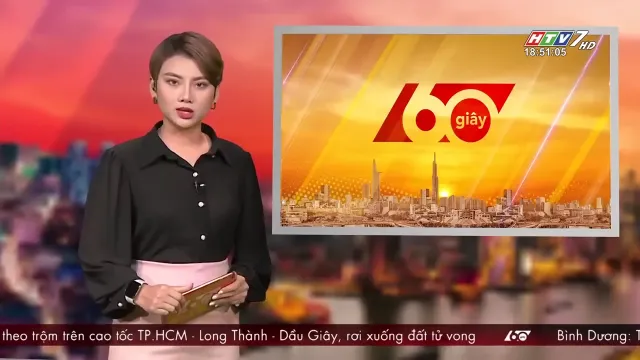 HTV7 HD
18:51:05
60 giây
theo trộm trên cao tốc TP.HCM - Long Thành - Dầu Giây, rơi xuống đất tử vong 60 Bình Dương: T